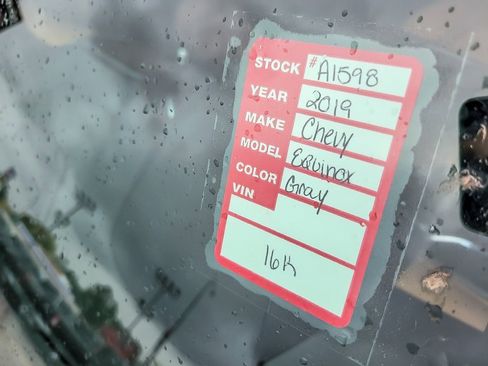 STOCK #A1598
YEAR 2019
MAKE Chevy
MODEL Equinox
COLOR Gray
VIN
16K